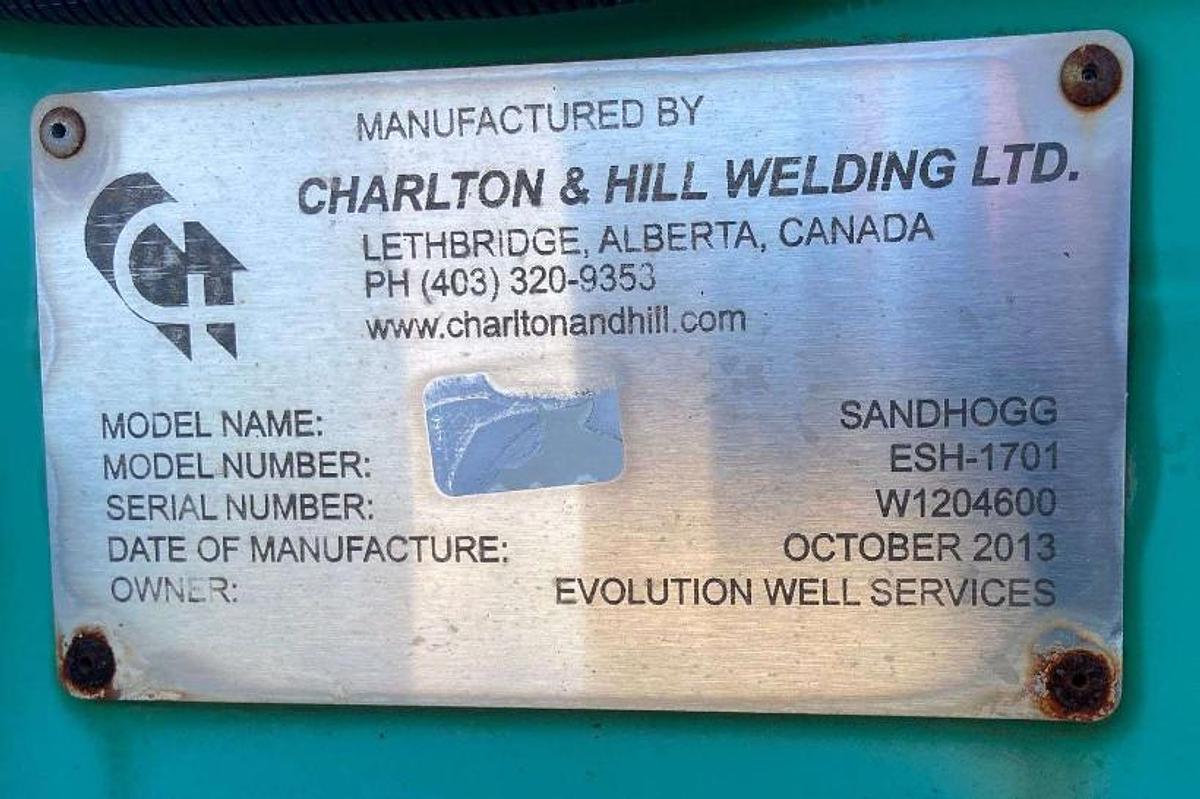 MANUFACTURED BY
CHARLTON & HILL WELDING LTD.
LETHBRIDGE, ALBERTA, CANADA
PH (403) 320-9353
www.charltonandhill.com
MODEL NAME: SANDHOGG
MODEL NUMBER: ESH-1701
SERIAL NUMBER: W1204600
DATE OF MANUFACTURE: OCTOBER 2013
OWNER: EVOLUTION WELL SERVICES